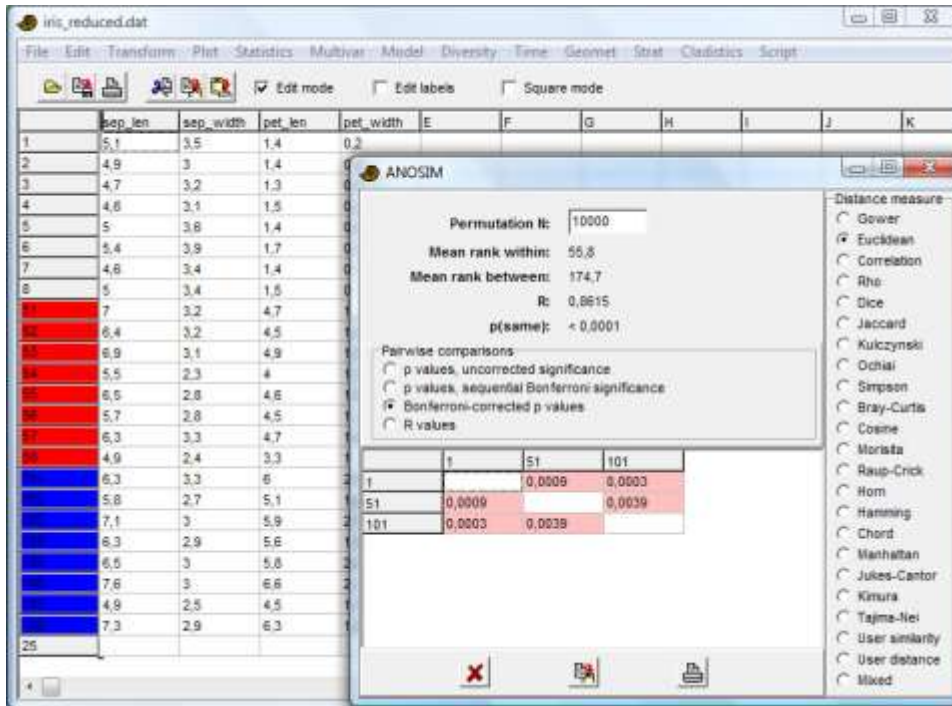 iris_reduced.dat
File Edit Transform Plot Statistics Multivar Model Diversity Time Geomet Strat Cladistics Script
Edit mode Edit labels Square mode
sep_len sep_width pet_len pet_width E F G H I J K
1 5,1 3,5 1,4 0,2
2 4,9 3 1,4
3 4,7 3,2 1,3
4 4,6 3,1 1,5
5 5 3,6 1,4
6 5,4 3,9 1,7
7 4,6 3,4 1,4
8 5 3,4 1,5
7 3,2 4,7
6,4 3,2 4,5
6,9 3,1 4,9
5,5 2,3 4
6,5 2,8 4,6
5,7 2,8 4,5
6,3 3,3 4,7
4,9 2,4 3,3
6,3 3,3 6
5,8 2,7 5,1
7,1 3 5,9
6,3 2,9 5,6
6,5 3 5,8
7,6 3 6,6
4,9 2,5 4,5
7,3 2,9 6,3
25
ANOSIM
Permutation N: 10000
Mean rank within: 55,8
Mean rank between: 174,7
R: 0,8615
p(same): < 0,0001
Pairwise comparisons
p values, uncorrected significance
p values, sequential Bonferroni significance
Bonferroni-corrected p values
R values
1 51 101
1 0,0009 0,0003
51 0,0009 0,0039
101 0,0003 0,0039
Distance measure
Gower
Euclidean
Correlation
Rho
Dice
Jaccard
Kulczynski
Ochiai
Simpson
Bray-Curtis
Cosine
Morisita
Raup-Crick
Horn
Hamming
Chord
Manhattan
Jukes-Cantor
Kimura
Tajima-Nei
User similarity
User distance
Mixed